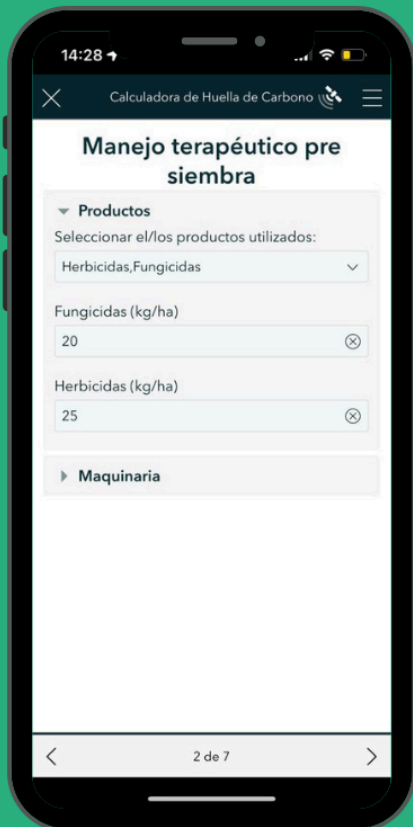 14:28
Calculadora de Huella de Carbono
Manejo terapéutico pre
siembra
Productos
Seleccionar el/los productos utilizados:
Herbicidas,Fungicidas
Fungicidas (kg/ha)
20
Herbicidas (kg/ha)
25
Maquinaria
2 de 7